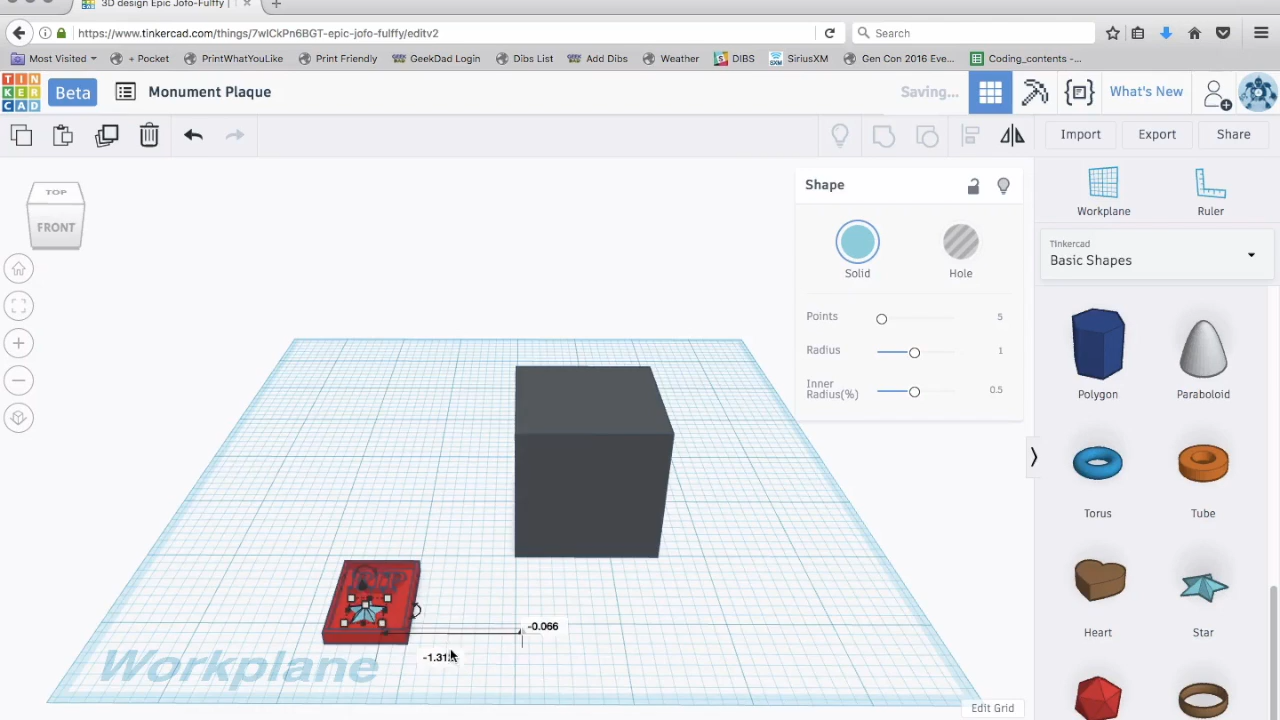 3D design Epic Jofo-Fulffy |
https://www.tinkercad.com/things/7wlCkPn6BGT-epic-jofo-fulffy/editv2
Search
Most Visited
+ Pocket
PrintWhatYouLike
Print Friendly
GeekDad Login
Dibs List
Add Dibs
Weather
DIBS
SiriusXM
Gen Con 2016 Eve...
Coding_contents -...
TIN
KER
CAD
Beta
Monument Plaque
Saving...
What's New
Import
Export
Share
TOP
FRONT
Shape
Solid
Hole
Points
5
Radius
1
Inner
Radius(%)
0.5
Workplane
Ruler
Tinkercad
Basic Shapes
Polygon
Paraboloid
Torus
Tube
Heart
Star
-0.066
Workplane
Edit Grid